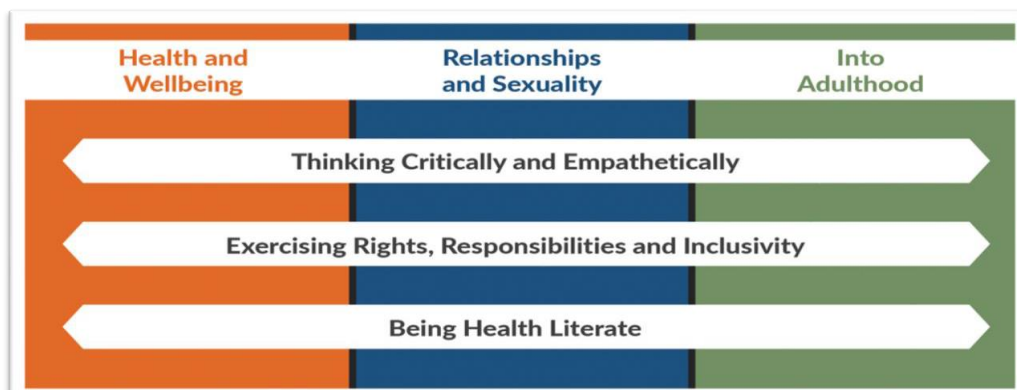 Health and
Wellbeing
Relationships
and Sexuality
Into
Adulthood
Thinking Critically and Empathetically
Exercising Rights, Responsibilities and Inclusivity
Being Health Literate